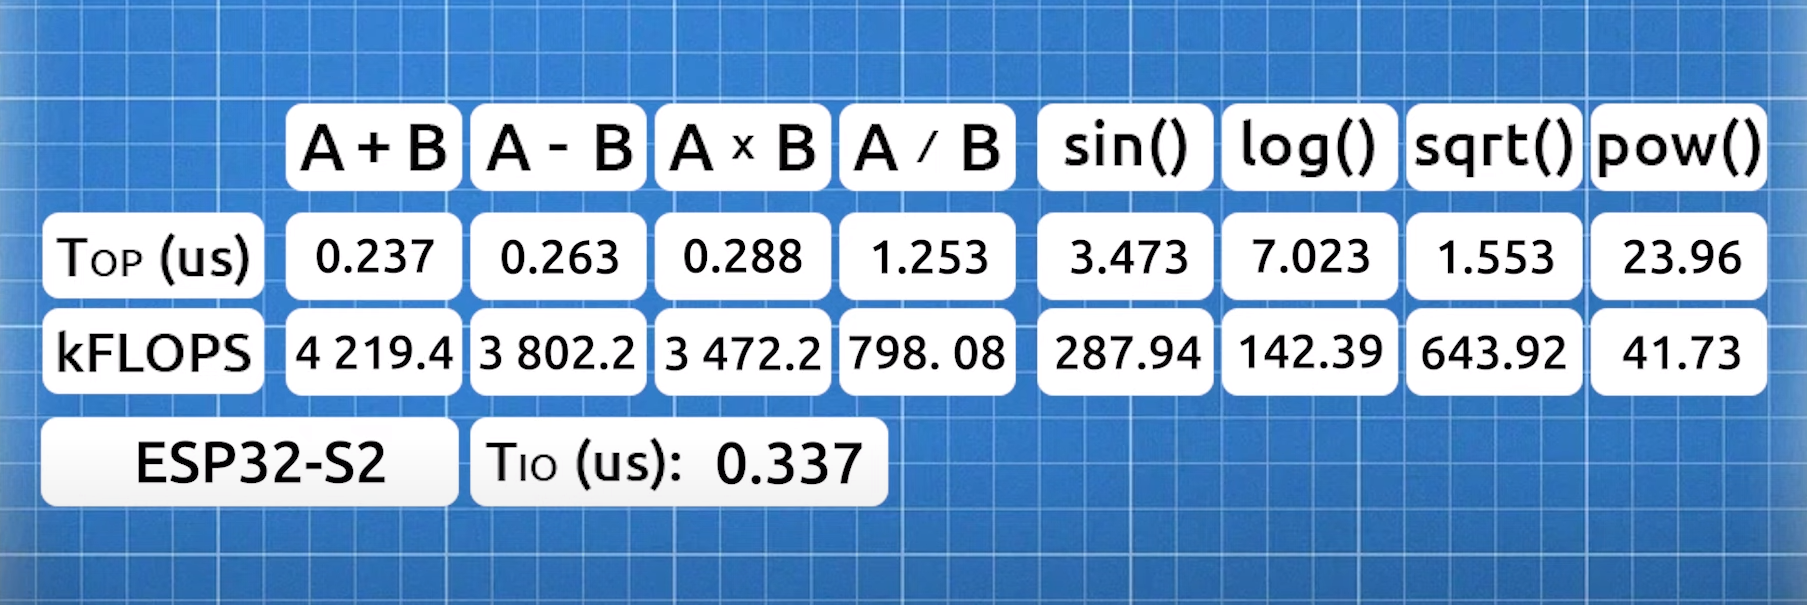 A + B A - B A x B A / B sin() log() sqrt() pow()
TOP (us) 0.237 0.263 0.288 1.253 3.473 7.023 1.553 23.96
kFLOPS 4 219.4 3 802.2 3 472.2 798. 08 287.94 142.39 643.92 41.73
ESP32-S2 TIO (us): 0.337